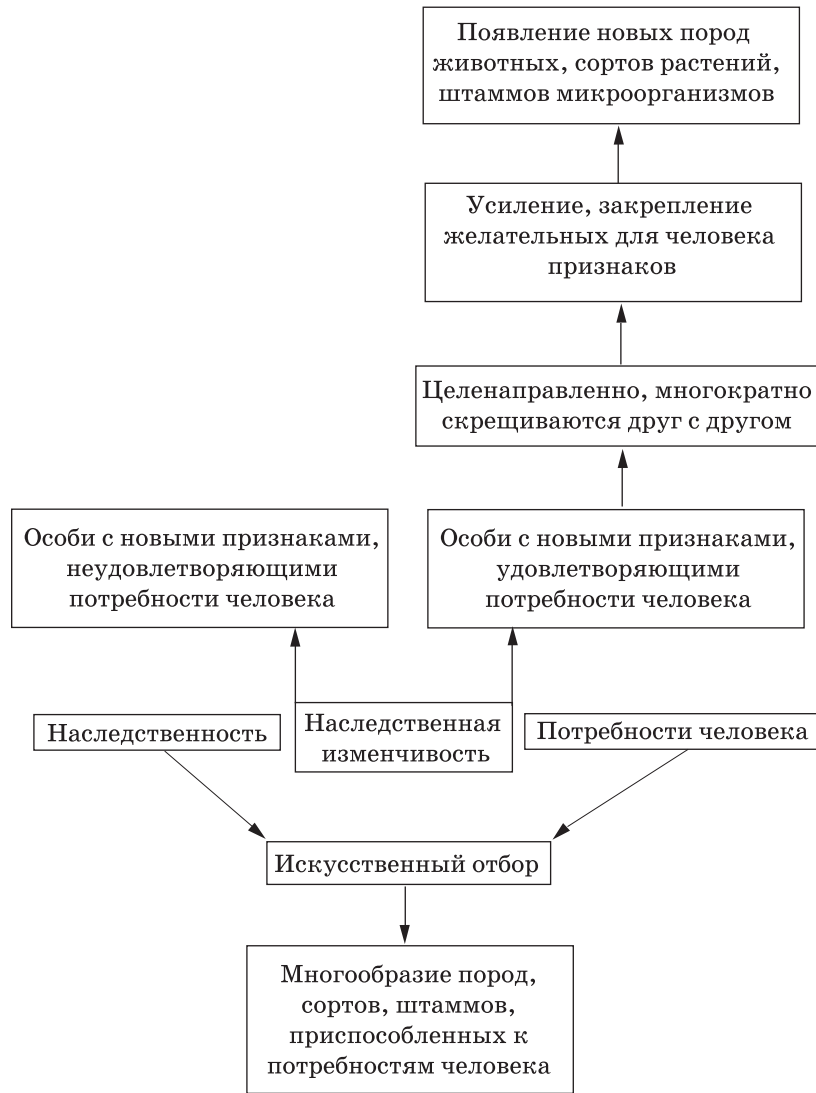 Появление новых пород
животных, сортов растений,
штаммов микроорганизмов
Усиление, закрепление
желательных для человека
признаков
Целенаправленно, многократно
скрещиваются друг с другом
Особи с новыми признаками,
неудовлетворяющими
потребности человека
Особи с новыми признаками,
удовлетворяющими
потребности человека
Наследственность
Наследственная
изменчивость
Потребности человека
Искусственный отбор
Многообразие пород,
сортов, штаммов,
приспособленных к
потребностям человека